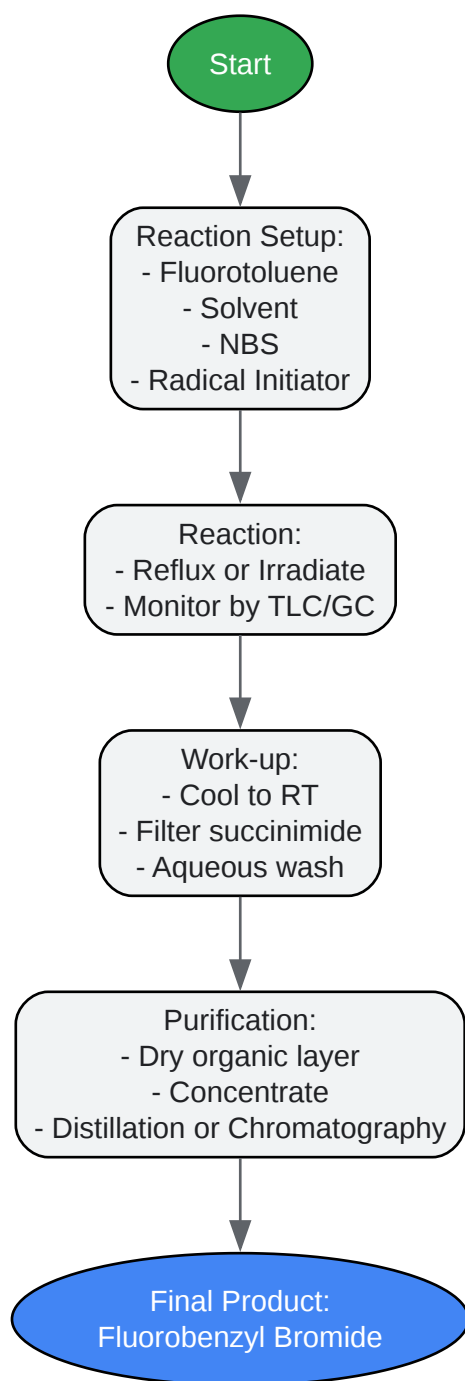 Start
Reaction Setup:
- Fluorotoluene
- Solvent
- NBS
- Radical Initiator
Reaction:
- Reflux or Irradiate
- Monitor by TLC/GC
Work-up:
- Cool to RT
- Filter succinimide
- Aqueous wash
Purification:
- Dry organic layer
- Concentrate
- Distillation or Chromatography
Final Product:
Fluorobenzyl Bromide